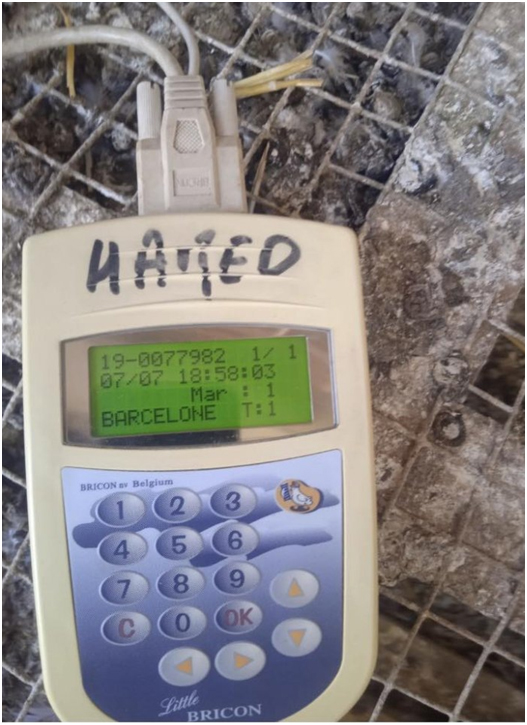 HAMED
19-0077982 1/ 1
07/07 18:58:03
Mar : 1
BARCELONE T:1
BRICON NV Belgium
1 2 3
4 5 6
7 8 9
C 0 OK
Little
BRICON